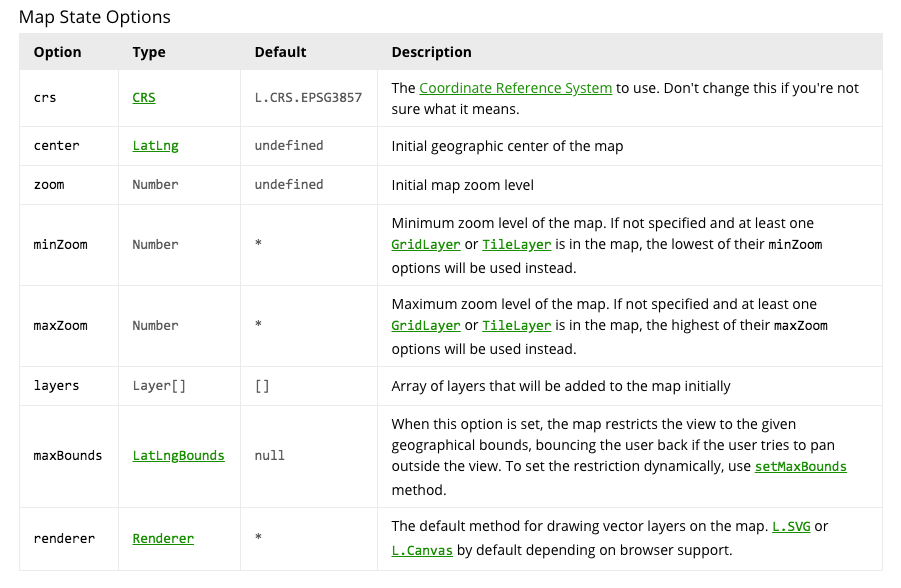 Map State Options
Option Type Default Description
crs CRS L.CRS.EPSG3857 The Coordinate Reference System to use. Don't change this if you're not
sure what it means.
center LatLng undefined Initial geographic center of the map
zoom Number undefined Initial map zoom level
minZoom Number * Minimum zoom level of the map. If not specified and at least one
GridLayer or TileLayer is in the map, the lowest of their minZoom
options will be used instead.
maxZoom Number * Maximum zoom level of the map. If not specified and at least one
GridLayer or TileLayer is in the map, the highest of their maxZoom
options will be used instead.
layers Layer[] [] Array of layers that will be added to the map initially
maxBounds LatLngBounds null When this option is set, the map restricts the view to the given
geographical bounds, bouncing the user back if the user tries to pan
outside the view. To set the restriction dynamically, use setMaxBounds
method.
renderer Renderer * The default method for drawing vector layers on the map. L.SVG or
L.Canvas by default depending on browser support.